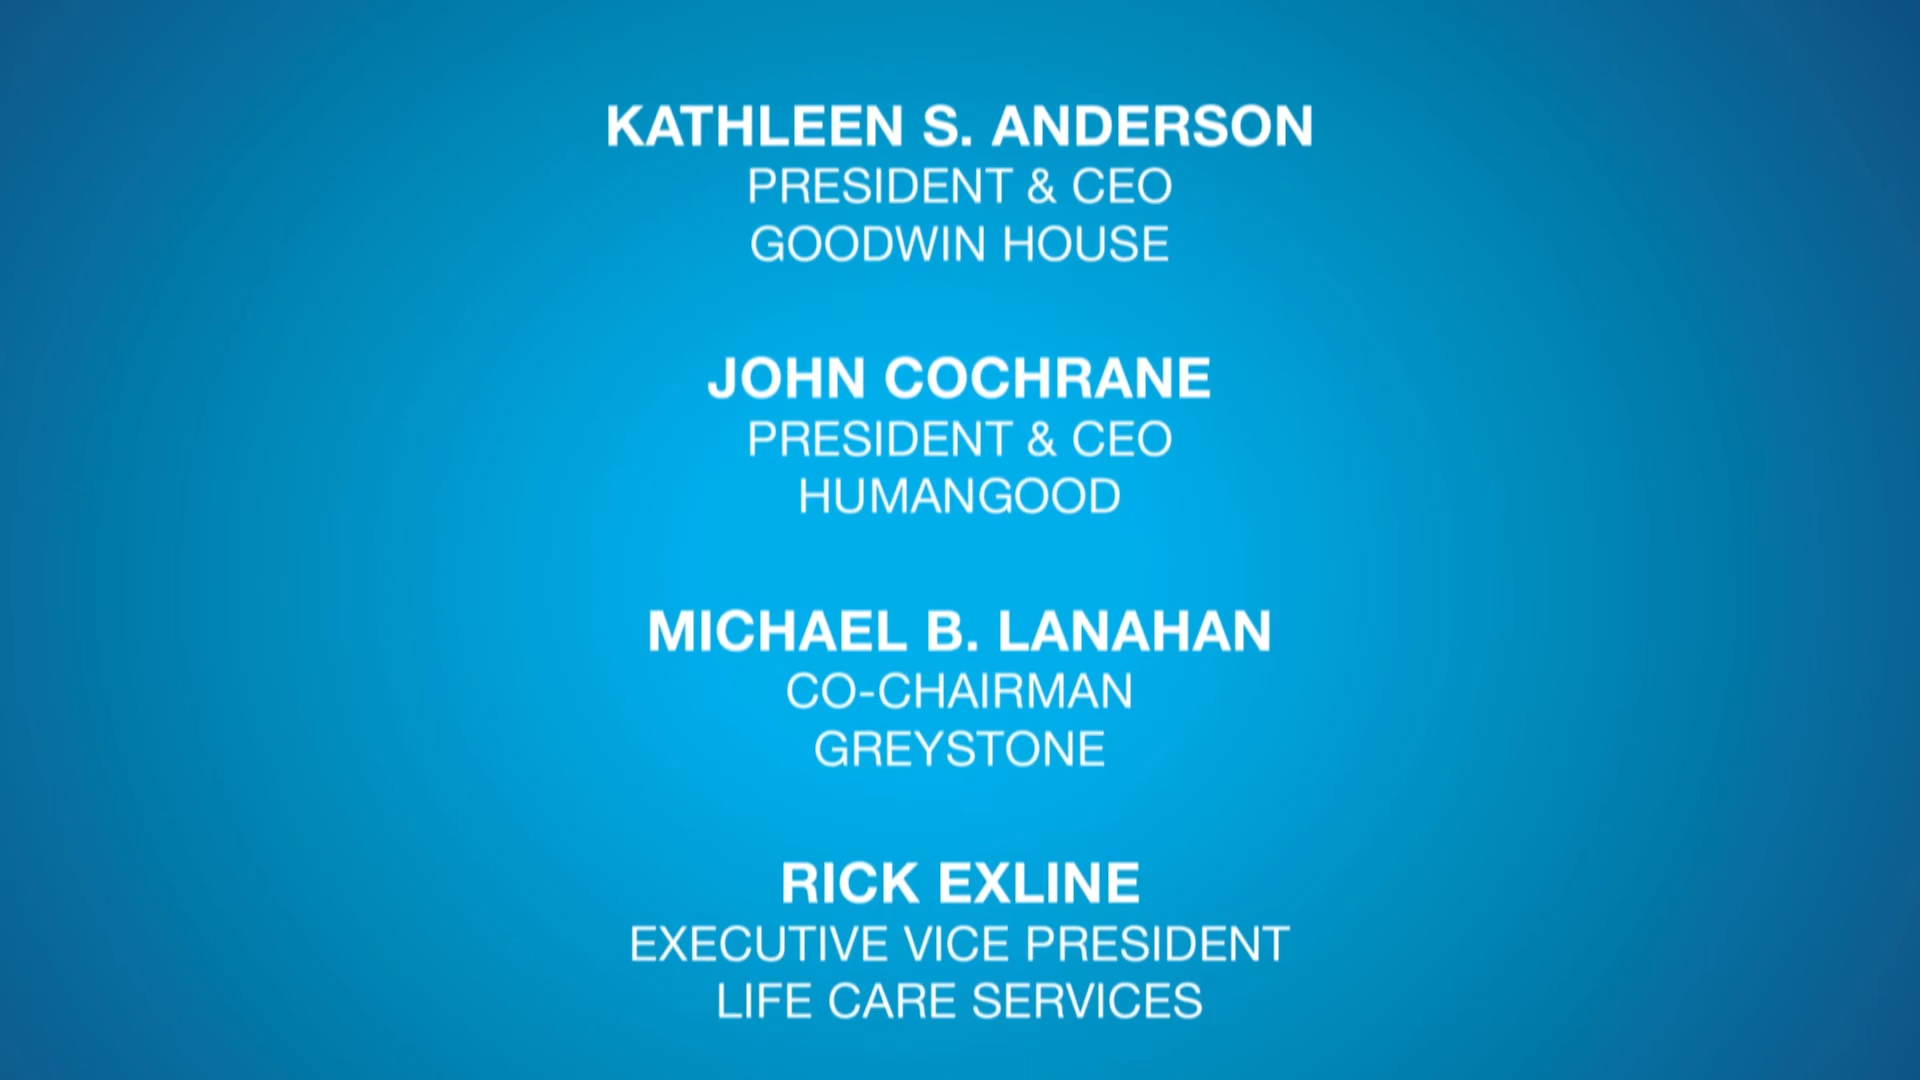 KATHLEEN S. ANDERSON
PRESIDENT & CEO
GOODWIN HOUSE
JOHN COCHRANE
PRESIDENT & CEO
HUMANGOOD
MICHAEL B. LANAHAN
CO-CHAIRMAN
GREYSTONE
RICK EXLINE
EXECUTIVE VICE PRESIDENT
LIFE CARE SERVICES